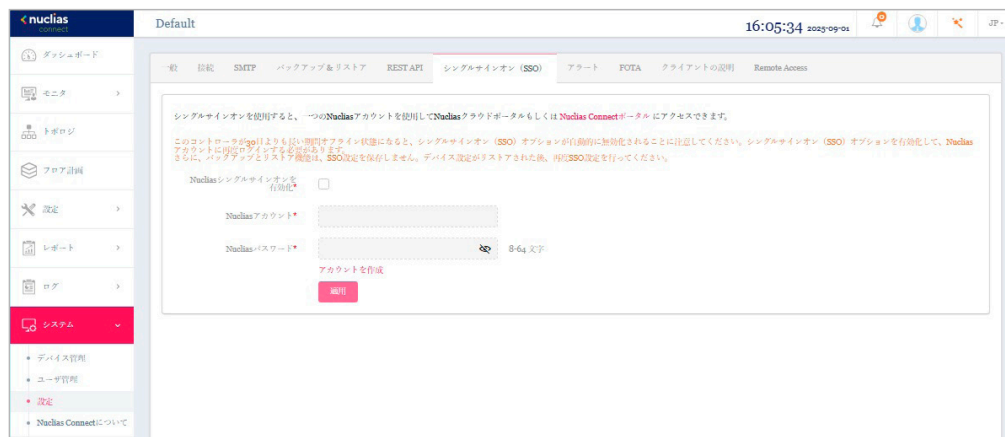 nuclias
connect
Default
16:05:34 2025-09-01
JP
ダッシュボード
モニタ
トポロジ
フロア計画
設定
レポート
ログ
システム
デバイス管理
ユーザ管理
設定
Nuclias Connectについて
一般 接続 SMTP バックアップ&リストア REST API シングルサインオン(SSO) アラート FOTA クライアントの説明 Remote Access
シングルサインオンを使用すると、一つのNucliasアカウントを使用してNucliasクラウドポータルもしくは Nuclias Connectポータル にアクセスできます。
このコントローラが30日よりも長い期間オフライン状態になると、シングルサインオン(SSO)オプションが自動的に無効化されることに注意してください。シングルサインオン(SSO)オプションを有効化して、Nuclias
アカウントに再度ログインする必要があります。
さらに、バックアップとリストア機能は、SSO設定を保存しません。デバイス設定がリストアされた後、再度SSO設定を行ってください。
Nucliasシングルサインオンを
有効化*
Nucliasアカウント*
Nucliasパスワード*
8-64 文字
アカウントを作成
適用